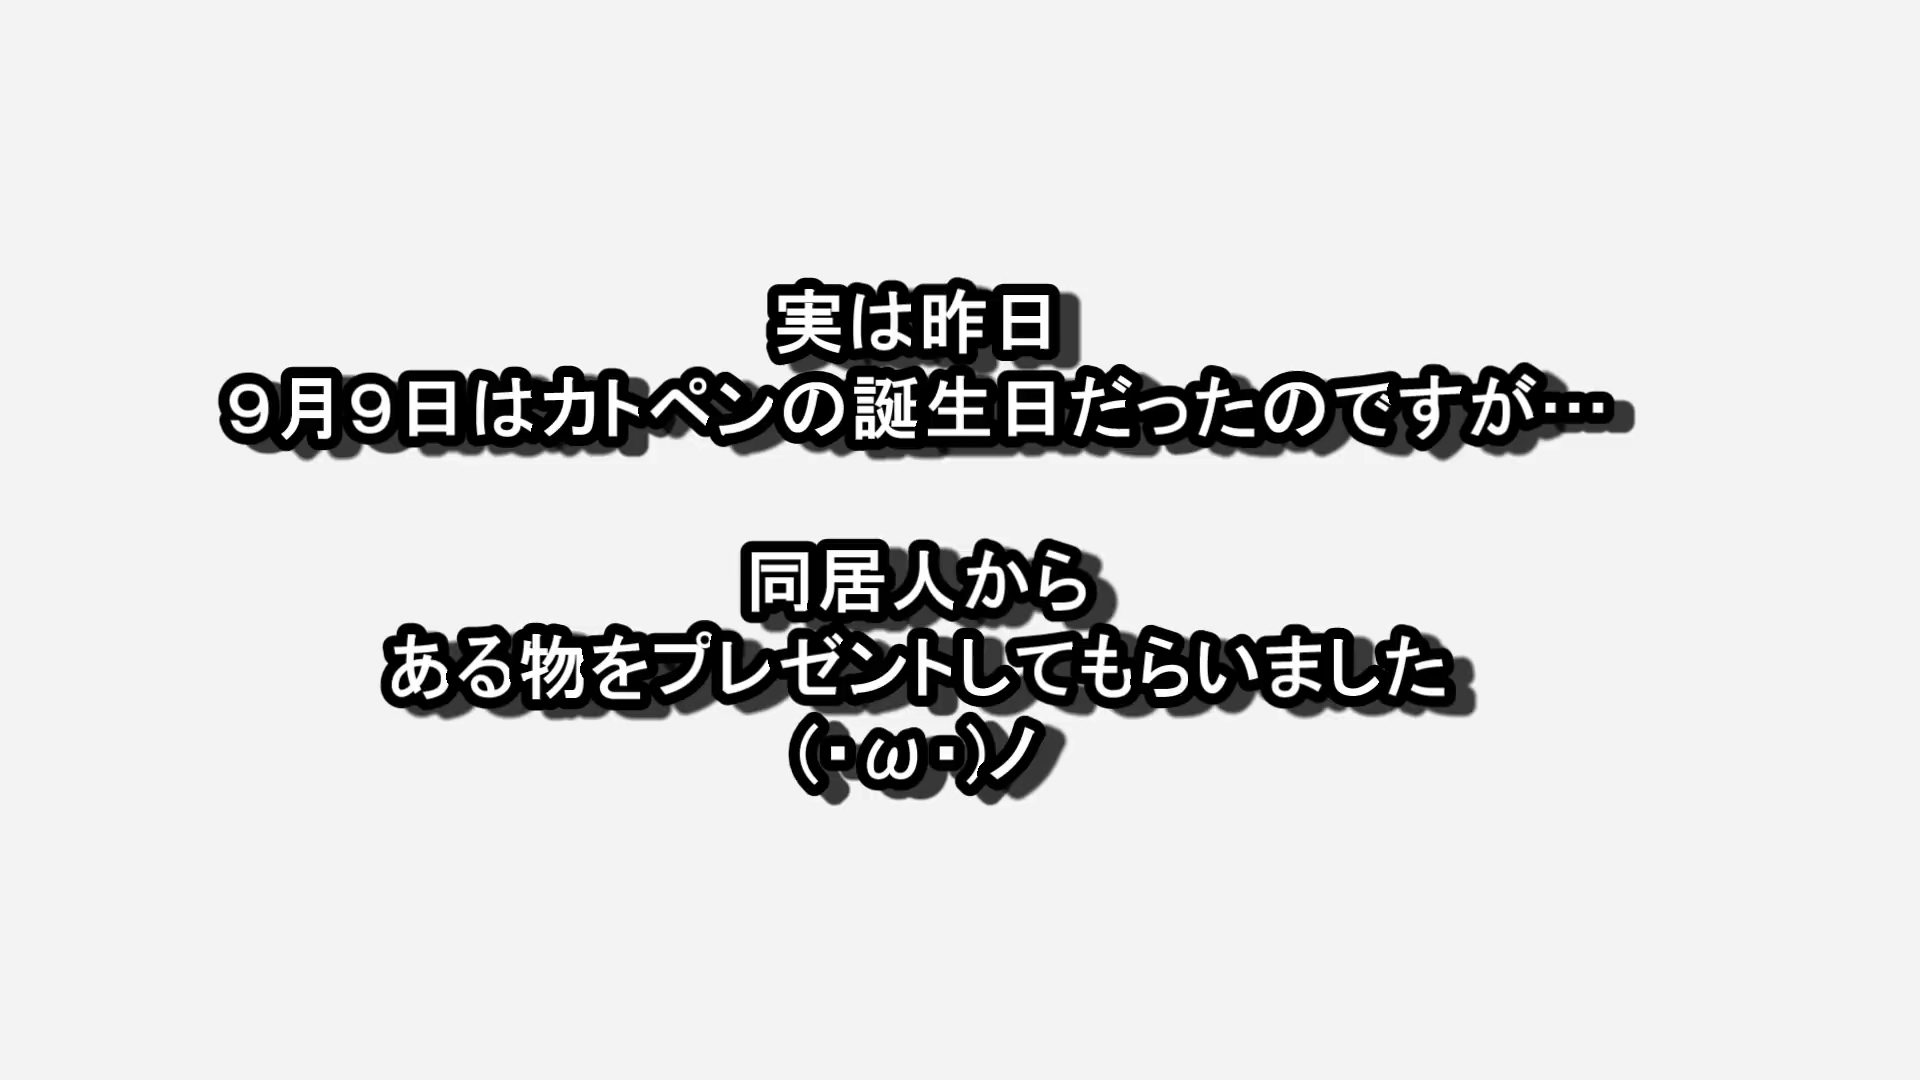 実は昨日
９月９日はカトペンの誕生日だったのですが…
同居人から
ある物をプレゼントしてもらいました
(・ω・)ノ